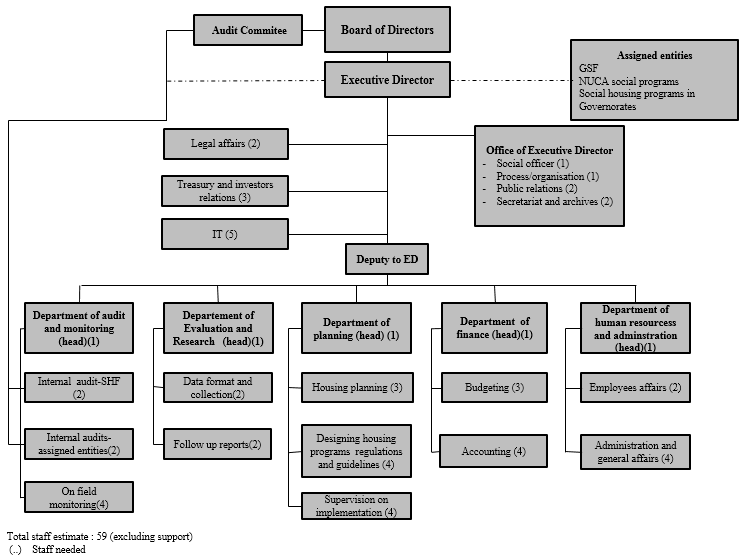 Audit Commitee
Board of Directors
Executive Director
Assigned entities
GSF
NUCA social programs
Social housing programs in
Governorates
Legal affairs (2)
Treasury and investors
relations (3)
IT (5)
Office of Executive Director
- Social officer (1)
- Process/organisation (1)
- Public relations (2)
- Secretariat and archives (2)
Deputy to ED
Department of audit
and monitoring
(head)(1)
Departement of
Evaluation and
Research (head)(1)
Department of
planning (head) (1)
Department of
finance (head)(1)
Department of
human resourcess
and adminstration
(head)(1)
Internal audit-SHF
(2)
Data format and
collection(2)
Housing planning (3)
Budgeting (3)
Employees affairs (2)
Internal audits-
assigned entities(2)
Follow up reports(2)
Designing housing
programs regulations
and guidelines (4)
Accounting (4)
Administration and
general affairs (4)
On field
monitoring(4)
Supervision on
implementation (4)
Total staff estimate : 59 (excluding support)
(..) Staff needed